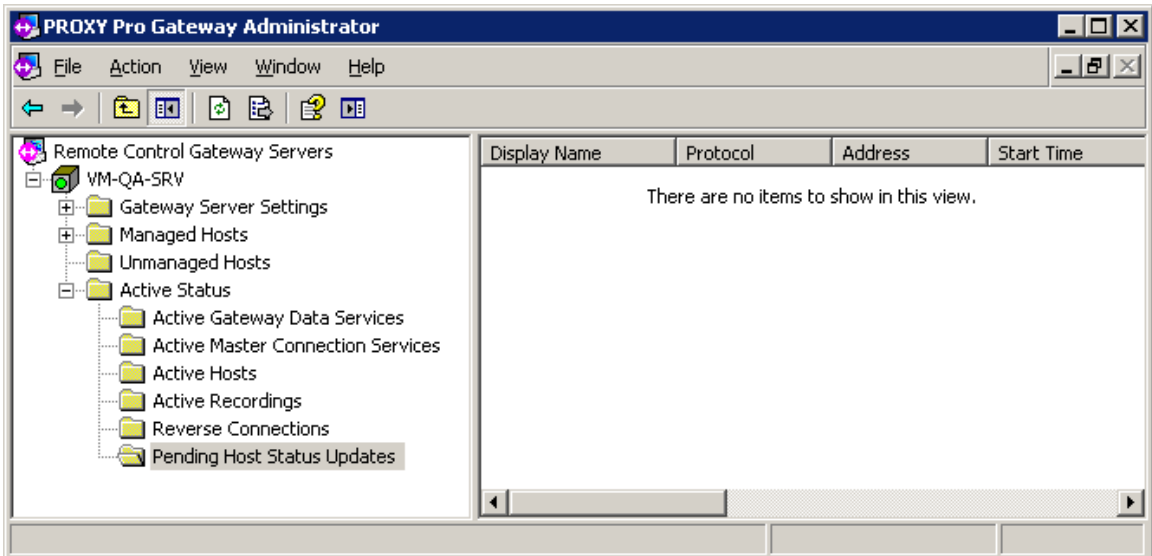 PROXY Pro Gateway Administrator
File Action View Window Help
Remote Control Gateway Servers
VM-QA-SRV
Gateway Server Settings
Managed Hosts
Unmanaged Hosts
Active Status
Active Gateway Data Services
Active Master Connection Services
Active Hosts
Active Recordings
Reverse Connections
Pending Host Status Updates
Display Name Protocol Address Start Time
There are no items to show in this view.